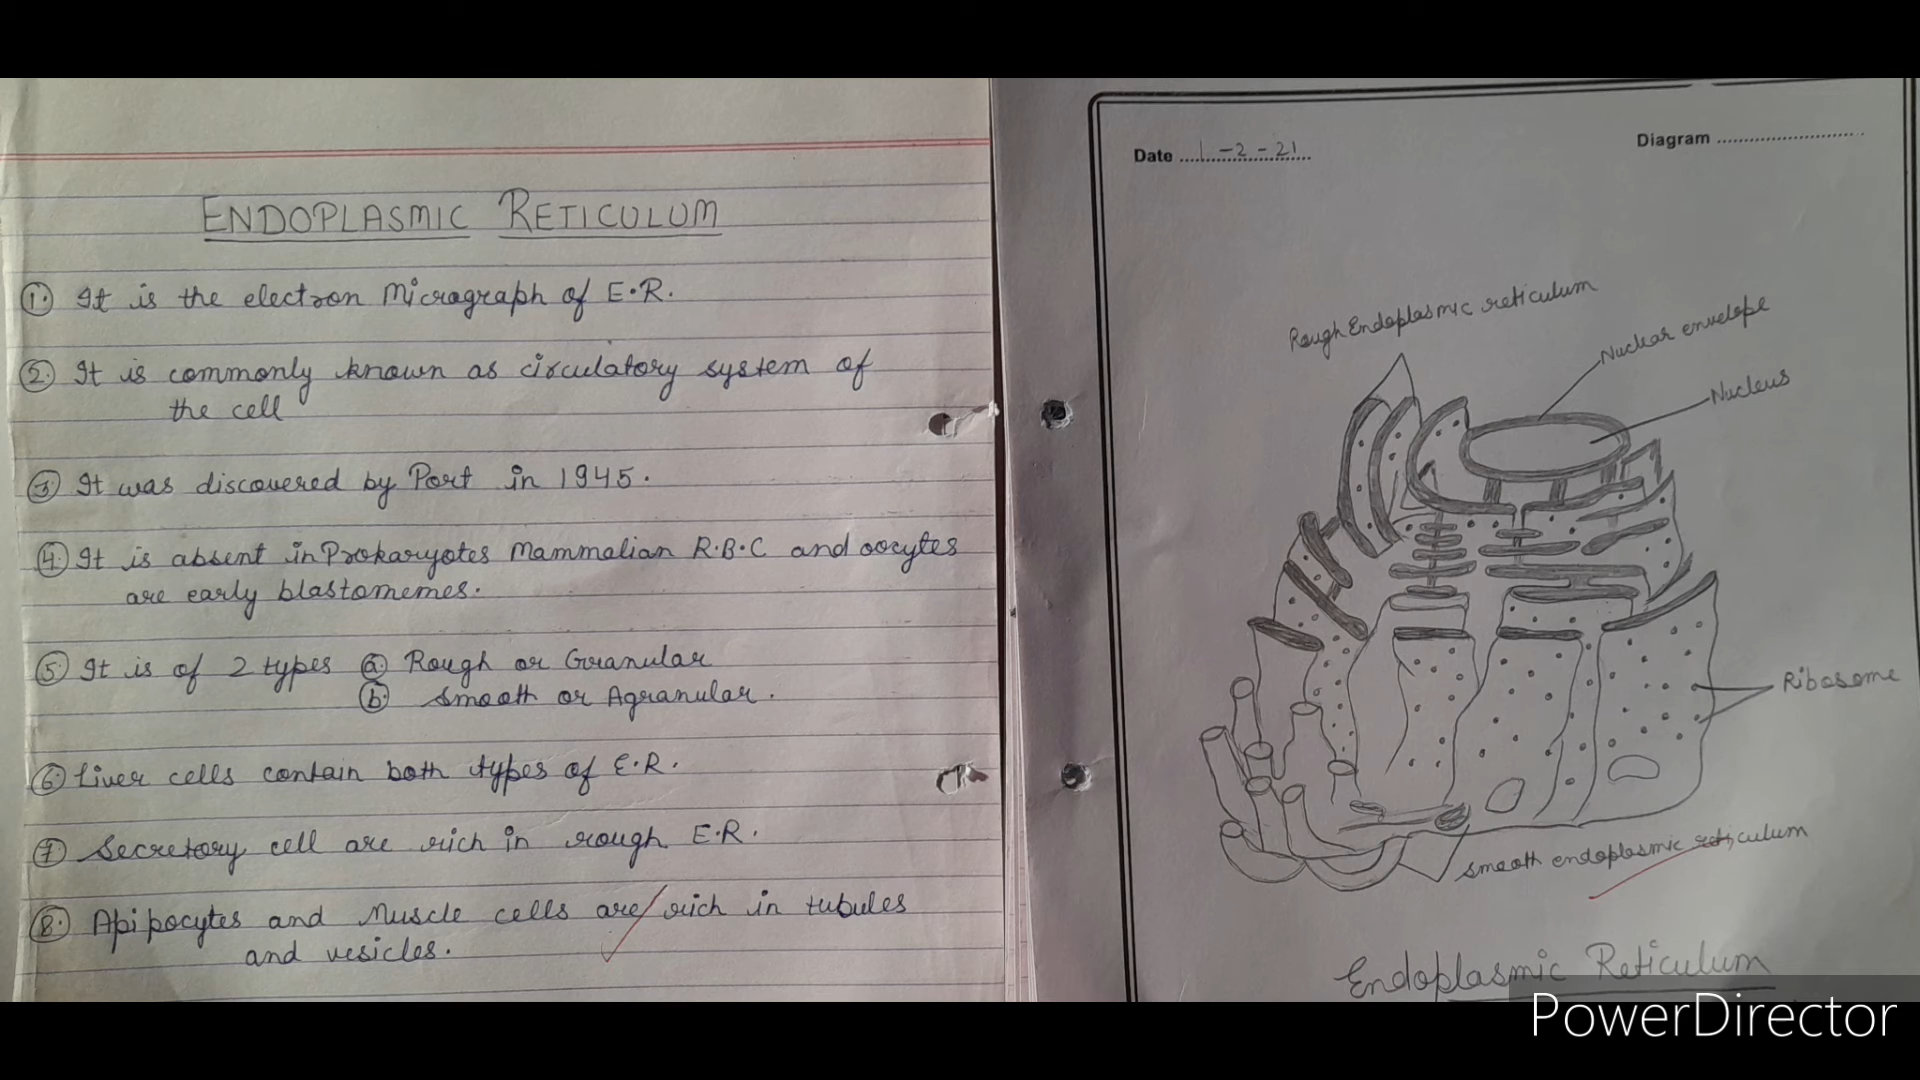 ENDOPLASMIC RETICULUM
1. It is the electron Micrograph of E.R.
2. It is commonly known as circulatory system of
the cell
3. It was discovered by Port in 1945.
4. It is absent in Prokaryotes Mammalian R.B.C and oocytes
are early blastomemes.
5. It is of 2 types a. Rough or Granular
b. smooth or Agranular.
6. Liver cells contain both types of E.R.
7. Secretory cell are rich in rough E.R.
8. Apipocytes and Muscle cells are rich in tubules
and vesicles.
Date 1-2-21
Diagram
Rough Endoplasmic reticulum
Nuclear envelope
Nucleus
Ribosome
smooth endoplasmic reticulum
Endoplasmic Reticulum
PowerDirector